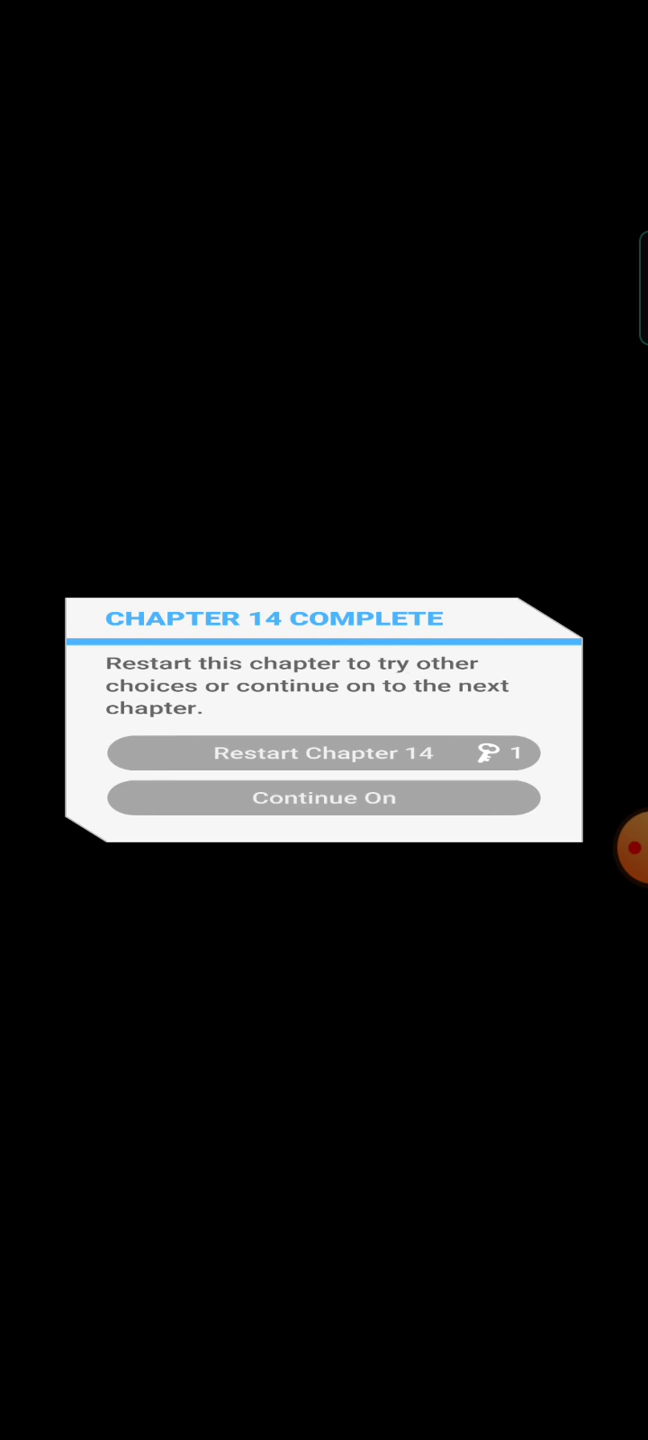 CHAPTER 14 COMPLETE
Restart this chapter to try other
choices or continue on to the next
chapter.
Restart Chapter 14 1
Continue On